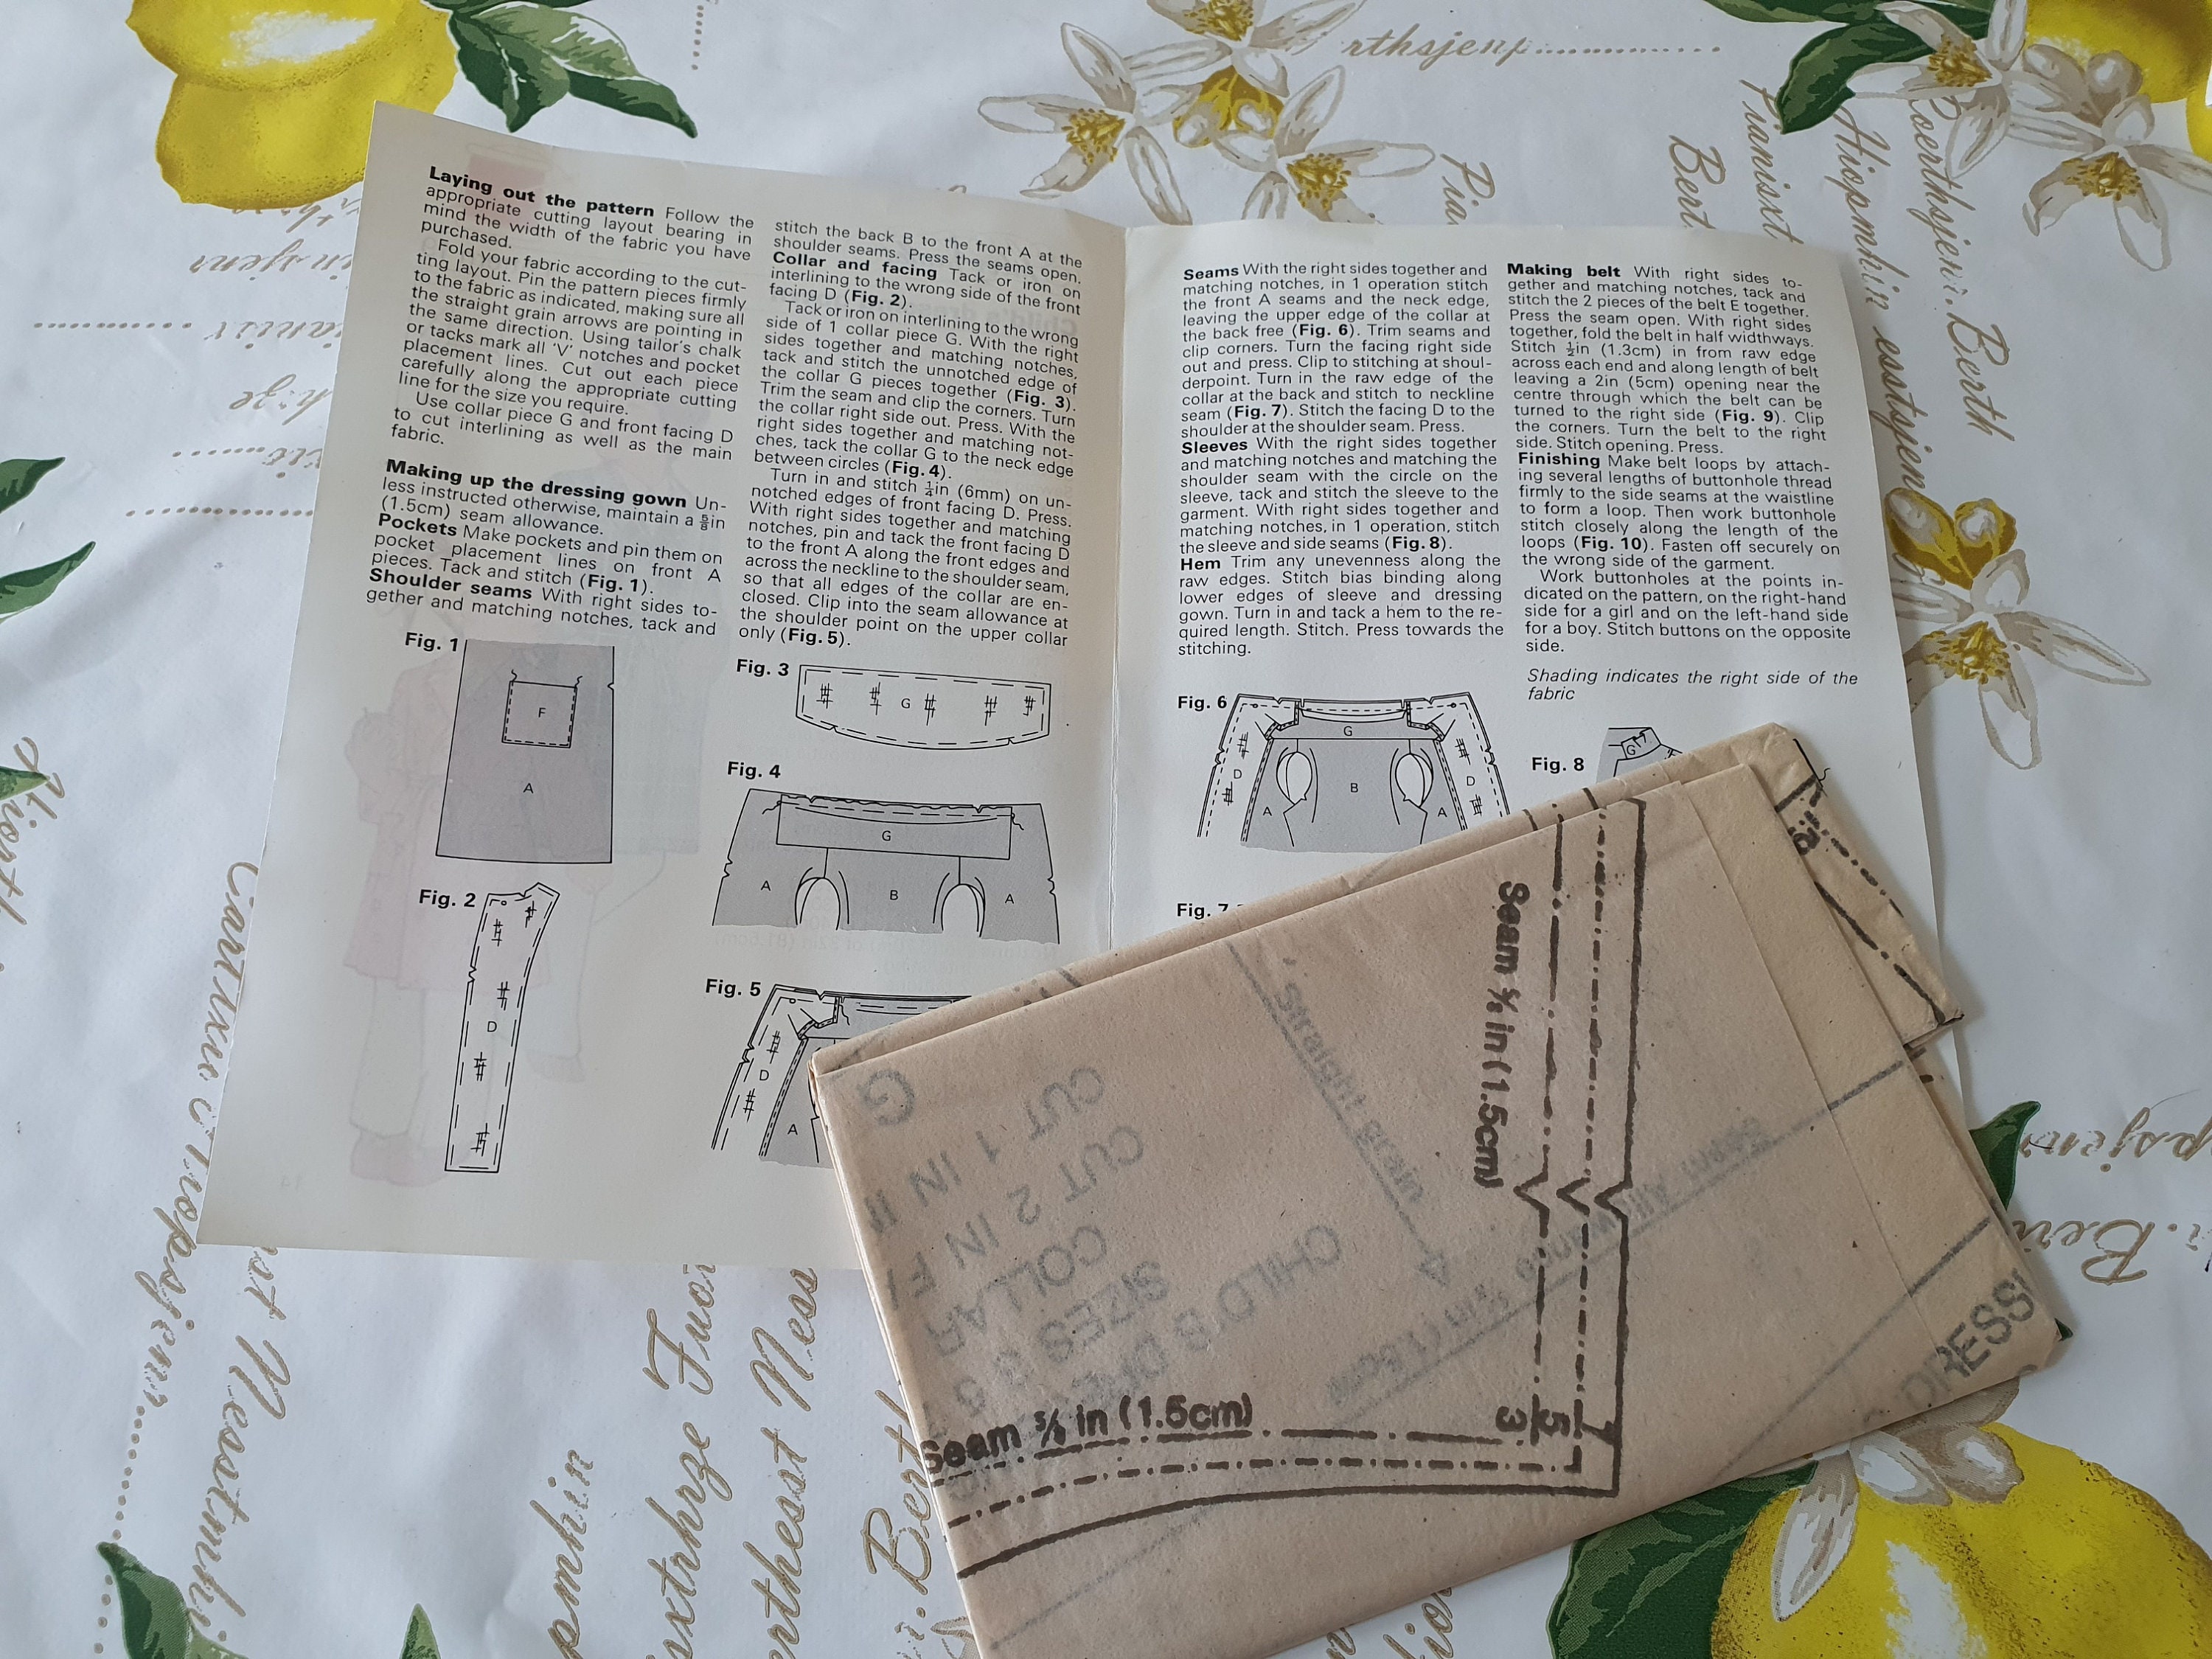 Laying out the pattern Follow the
appropriate cutting layout bearing in
mind the width of the fabric you have
purchased.
Fold your fabric according to the cut-
ting layout. Pin the pattern pieces firmly
to the fabric as indicated, making sure all
the straight grain arrows are pointing in
the same direction. Using tailor's chalk
or tacks mark all 'V' notches and pocket
placement lines. Cut out each piece
carefully along the appropriate cutting
line for the size you require.
Use collar piece G and front facing D
to cut interlining as well as the main
fabric.
Making up the dressing gown Un-
less instructed otherwise, maintain a ⅝in
(1.5cm) seam allowance.
Pockets Make pockets and pin them on
pocket placement lines on front A
pieces. Tack and stitch (Fig. 1).
Shoulder seams With right sides to-
gether and matching notches, tack and
stitch the back B to the front A at the
shoulder seams. Press the seams open.
Collar and facing Tack or iron on
interlining to the wrong side of the front
facing D (Fig. 2).
Tack or iron on interlining to the wrong
side of 1 collar piece G. With the right
sides together and matching notches,
tack and stitch the unnotched edge of
the collar G pieces together (Fig. 3).
Trim the seam and clip the corners. Turn
the collar right side out. Press. With the
right sides together and matching not-
ches, tack the collar G to the neck edge
between circles (Fig. 4).
Turn in and stitch ¼in (6mm) on un-
notched edges of front facing D. Press.
With right sides together and matching
notches, pin and tack the front facing D
to the front A along the front edges and
across the neckline to the shoulder seam,
so that all edges of the collar are en-
closed. Clip into the seam allowance at
the shoulder point on the upper collar
only (Fig. 5).
Fig. 1
F
A
Fig. 2
D
Fig. 3
G
Fig. 4
G
A
B
A
Fig. 5
D
A
Seams With the right sides together and
matching notches, in 1 operation stitch
the front A seams and the neck edge,
leaving the upper edge of the collar at
the back free (Fig. 6). Trim seams and
clip corners. Turn the facing right side
out and press. Clip to stitching at shoul-
derpoint. Turn in the raw edge of the
collar at the back and stitch to neckline
seam (Fig. 7). Stitch the facing D to the
shoulder at the shoulder seam. Press.
Sleeves With the right sides together
and matching notches and matching the
shoulder seam with the circle on the
sleeve, tack and stitch the sleeve to the
garment. With right sides together and
matching notches, in 1 operation, stitch
the sleeve and side seams (Fig. 8).
Hem Trim any unevenness along the
raw edges. Stitch bias binding along
lower edges of sleeve and dressing
gown. Turn in and tack a hem to the re-
quired length. Stitch. Press towards the
stitching.
Making belt With right sides to-
gether and matching notches, tack and
stitch the 2 pieces of the belt E together.
Press the seam open. With right sides
together, fold the belt in half widthways.
Stitch ½in (1.3cm) in from raw edge
across each end and along length of belt
leaving a 2in (5cm) opening near the
centre through which the belt can be
turned to the right side (Fig. 9). Clip
the corners. Turn the belt to the right
side. Stitch opening. Press.
Finishing Make belt loops by attach-
ing several lengths of buttonhole thread
firmly to the side seams at the waistline
to form a loop. Then work buttonhole
stitch closely along the length of the
loops (Fig. 10). Fasten off securely on
the wrong side of the garment.
Work buttonholes at the points in-
dicated on the pattern, on the right-hand
side for a girl and on the left-hand side
for a boy. Stitch buttons on the opposite
side.
Shading indicates the right side of the
fabric
Fig. 6
G
D
A
B
A
D
Fig. 7
Fig. 8
G
Seam ⅝ in (1.5cm)
Straight grain
G
CUT 1 IN
CUT 2 IN
COLLAR
SIZES 3 5
CHILD'S
Seam Allowance
Seam ⅝ in (1.5cm)
3 5 7
DRESSI